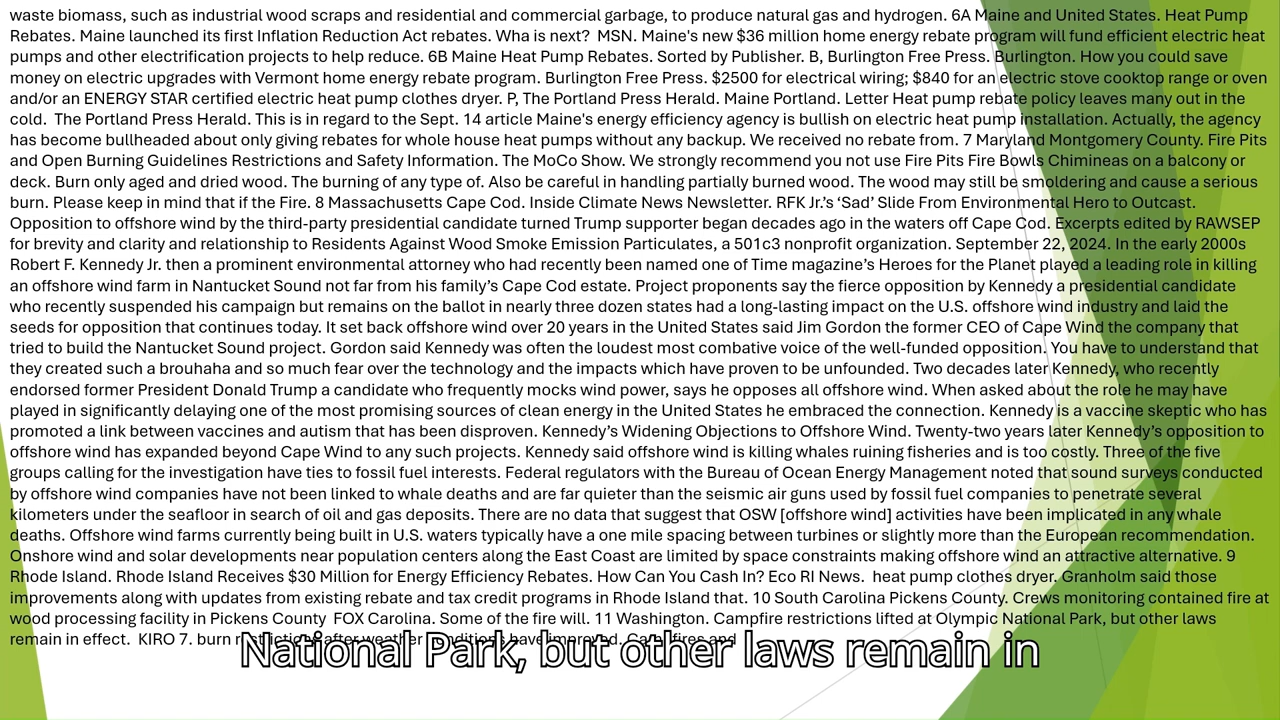 waste biomass, such as industrial wood scraps and residential and commercial garbage, to produce natural gas and hydrogen. 6A Maine and United States. Heat Pump
Rebates. Maine launched its first Inflation Reduction Act rebates. Wha is next?  MSN. Maine's new $36 million home energy rebate program will fund efficient electric heat
pumps and other electrification projects to help reduce. 6B Maine Heat Pump Rebates. Sorted by Publisher. B, Burlington Free Press. Burlington. How you could save
money on electric upgrades with Vermont home energy rebate program. Burlington Free Press. $2500 for electrical wiring; $840 for an electric stove cooktop range or oven
and/or an ENERGY STAR certified electric heat pump clothes dryer. P, The Portland Press Herald. Maine Portland. Letter Heat pump rebate policy leaves many out in the
cold.  The Portland Press Herald. This is in regard to the Sept. 14 article Maine's energy efficiency agency is bullish on electric heat pump installation. Actually, the agency
has become bullheaded about only giving rebates for whole house heat pumps without any backup. We received no rebate from. 7 Maryland Montgomery County. Fire Pits
and Open Burning Guidelines Restrictions and Safety Information. The MoCo Show. We strongly recommend you not use Fire Pits Fire Bowls Chimineas on a balcony or
deck. Burn only aged and dried wood. The burning of any type of. Also be careful in handling partially burned wood. The wood may still be smoldering and cause a serious
burn. Please keep in mind that if the Fire. 8 Massachusetts Cape Cod. Inside Climate News Newsletter. RFK Jr.’s ‘Sad’ Slide From Environmental Hero to Outcast.
Opposition to offshore wind by the third-party presidential candidate turned Trump supporter began decades ago in the waters off Cape Cod. Excerpts edited by RAWSEP
for brevity and clarity and relationship to Residents Against Wood Smoke Emission Particulates, a 501c3 nonprofit organization. September 22, 2024. In the early 2000s
Robert F. Kennedy Jr. then a prominent environmental attorney who had recently been named one of Time magazine’s Heroes for the Planet played a leading role in killing
an offshore wind farm in Nantucket Sound not far from his family’s Cape Cod estate. Project proponents say the fierce opposition by Kennedy a presidential candidate
who recently suspended his campaign but remains on the ballot in nearly three dozen states had a long-lasting impact on the U.S. offshore wind industry and laid the
seeds for opposition that continues today. It set back offshore wind over 20 years in the United States said Jim Gordon the former CEO of Cape Wind the company that
tried to build the Nantucket Sound project. Gordon said Kennedy was often the loudest most combative voice of the well-funded opposition. You have to understand that
they created such a brouhaha and so much fear over the technology and the impacts which have proven to be unfounded. Two decades later Kennedy, who recently
endorsed former President Donald Trump a candidate who frequently mocks wind power, says he opposes all offshore wind. When asked about the role he may have
played in significantly delaying one of the most promising sources of clean energy in the United States he embraced the connection. Kennedy is a vaccine skeptic who has
promoted a link between vaccines and autism that has been disproven. Kennedy’s Widening Objections to Offshore Wind. Twenty-two years later Kennedy’s opposition to
offshore wind has expanded beyond Cape Wind to any such projects. Kennedy said offshore wind is killing whales ruining fisheries and is too costly. Three of the five
groups calling for the investigation have ties to fossil fuel interests. Federal regulators with the Bureau of Ocean Energy Management noted that sound surveys conducted
by offshore wind companies have not been linked to whale deaths and are far quieter than the seismic air guns used by fossil fuel companies to penetrate several
kilometers under the seafloor in search of oil and gas deposits. There are no data that suggest that OSW [offshore wind] activities have been implicated in any whale
deaths. Offshore wind farms currently being built in U.S. waters typically have a one mile spacing between turbines or slightly more than the European recommendation.
Onshore wind and solar developments near population centers along the East Coast are limited by space constraints making offshore wind an attractive alternative. 9
Rhode Island. Rhode Island Receives $30 Million for Energy Efficiency Rebates. How Can You Cash In? Eco RI News.  heat pump clothes dryer. Granholm said those
improvements along with updates from existing rebate and tax credit programs in Rhode Island that. 10 South Carolina Pickens County. Crews monitoring contained fire at
wood processing facility in Pickens County  FOX Carolina. Some of the fire will. 11 Washington. Campfire restrictions lifted at Olympic National Park, but other laws
remain in effect.  KIRO 7. burn restrictions after weather conditions have improved. Campfires and
National Park, but other laws remain in